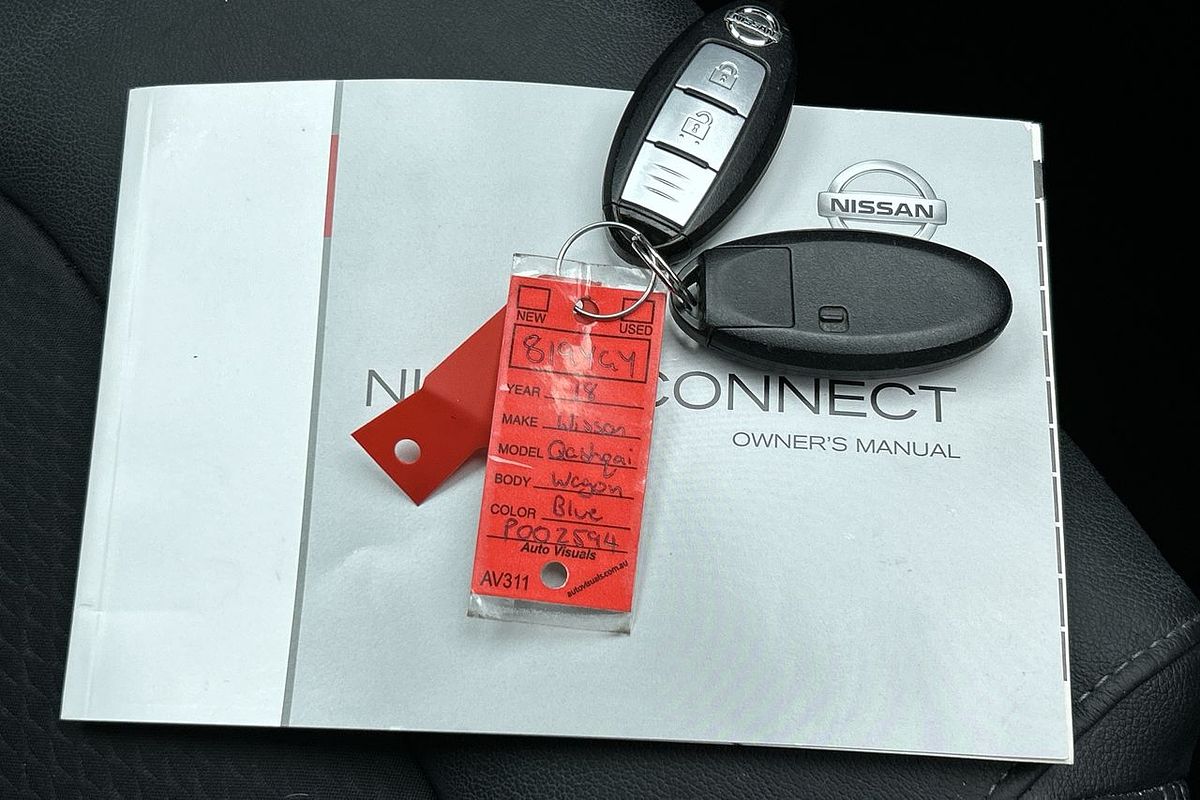 NISSAN
NISSAN
NEW
USED
819YGY
YEAR 18
MAKE Nissan
MODEL Qashqai
BODY Wagon
COLOR Blue
P002594
Auto Visuals
AV311
autovisuals.com.au
CONNECT
OWNER'S MANUAL